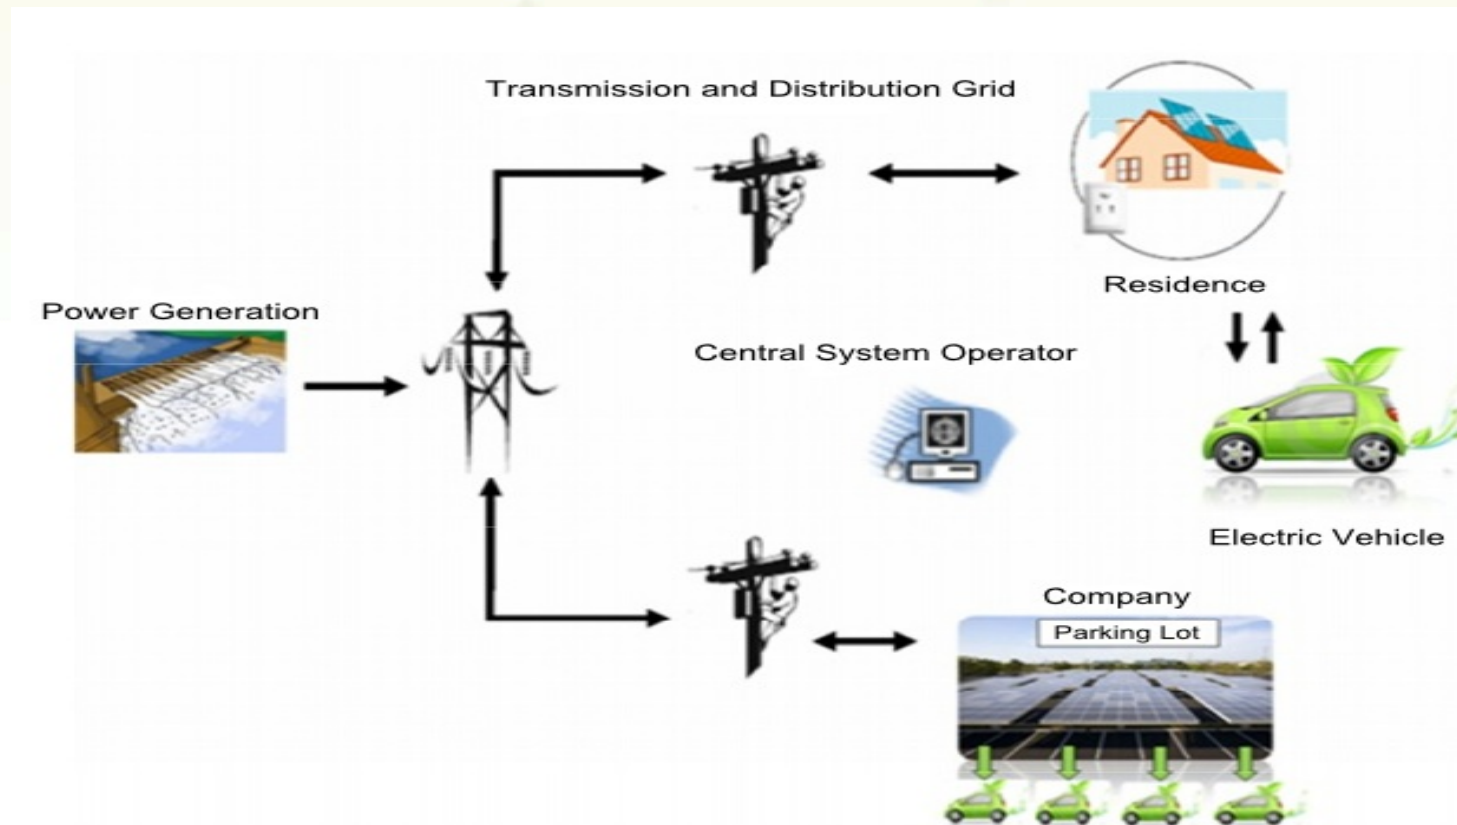 Transmission and Distribution Grid
Residence
Power Generation
Central System Operator
Electric Vehicle
Company
Parking Lot